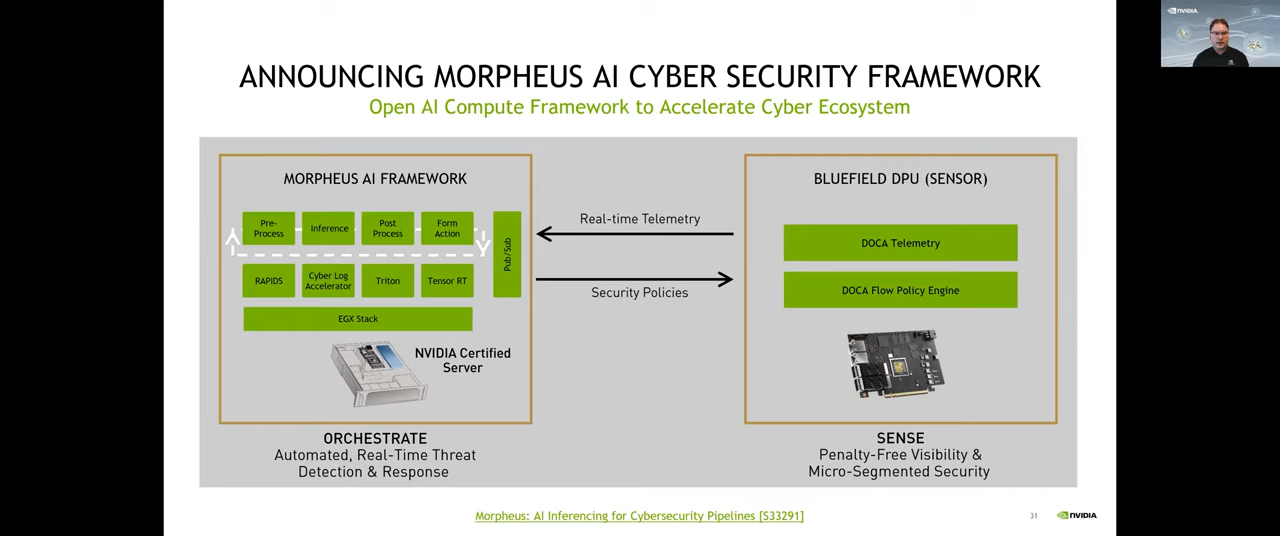 NVIDIA
ANNOUNCING MORPHEUS AI CYBER SECURITY FRAMEWORK
Open AI Compute Framework to Accelerate Cyber Ecosystem
MORPHEUS AI FRAMEWORK
Pre-
Process
Inference
Post
Process
Form
Action
Pub/Sub
RAPIDS
Cyber Log
Accelerator
Triton
Tensor RT
EGX Stack
NVIDIA Certified
Server
ORCHESTRATE
Automated, Real-Time Threat
Detection & Response
Real-time Telemetry
Security Policies
BLUEFIELD DPU (SENSOR)
DOCA Telemetry
DOCA Flow Policy Engine
SENSE
Penalty-Free Visibility &
Micro-Segmented Security
Morpheus: AI Inferencing for Cybersecurity Pipelines [S33291]
31
NVIDIA